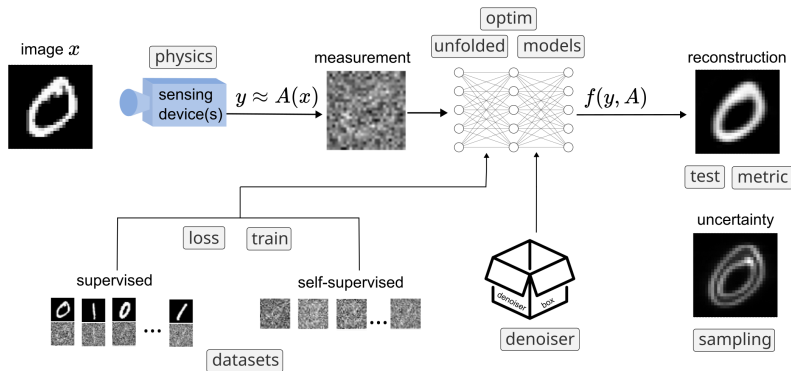 image x
physics
sensing
device(s)
y ≈ A(x)
measurement
optim
unfolded
models
f(y, A)
reconstruction
test
metric
loss
train
supervised
self-supervised
...
...
datasets
denoiser
box
denoiser
uncertainty
sampling